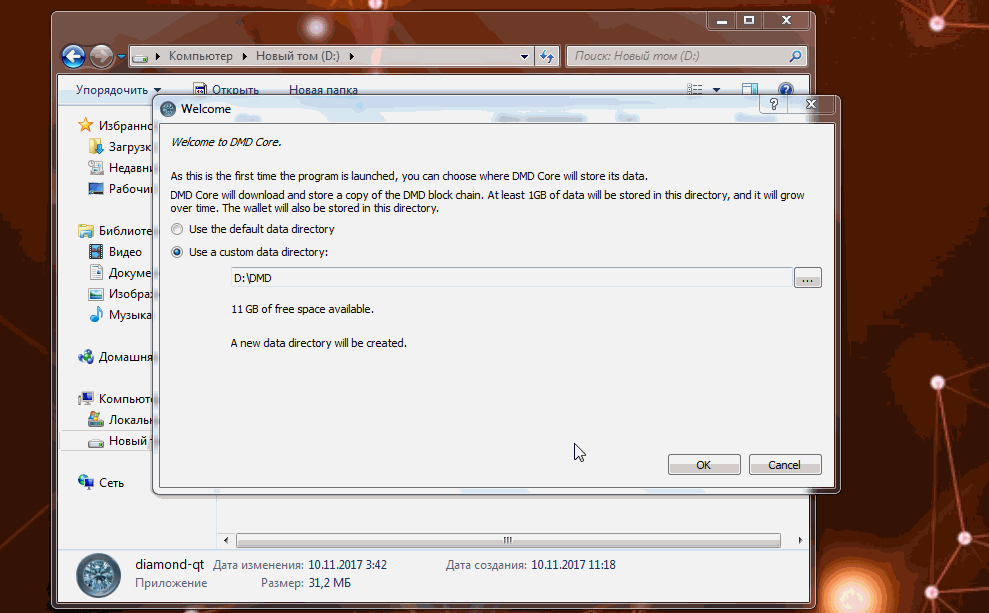 Компьютер Новый том (D:)
Поиск: Новый том (D:)
Упорядочить Открыть Новая папка
Welcome
Welcome to DMD Core.
As this is the first time the program is launched, you can choose where DMD Core will store its data.
DMD Core will download and store a copy of the DMD block chain. At least 1GB of data will be stored in this directory, and it will grow
over time. The wallet will also be stored in this directory.
Use the default data directory
Use a custom data directory:
D:\DMD
...
11 GB of free space available.
A new data directory will be created.
OK Cancel
Избранно
Загрузк
Недавн
Рабочи
Библиоте
Видео
Докуме
Изобра
Музыка
Домашня
Компьюте
Локаль
Новый т
Сеть
diamond-qt Дата изменения: 10.11.2017 3:42 Дата создания: 10.11.2017 11:18
Приложение Размер: 31,2 МБ